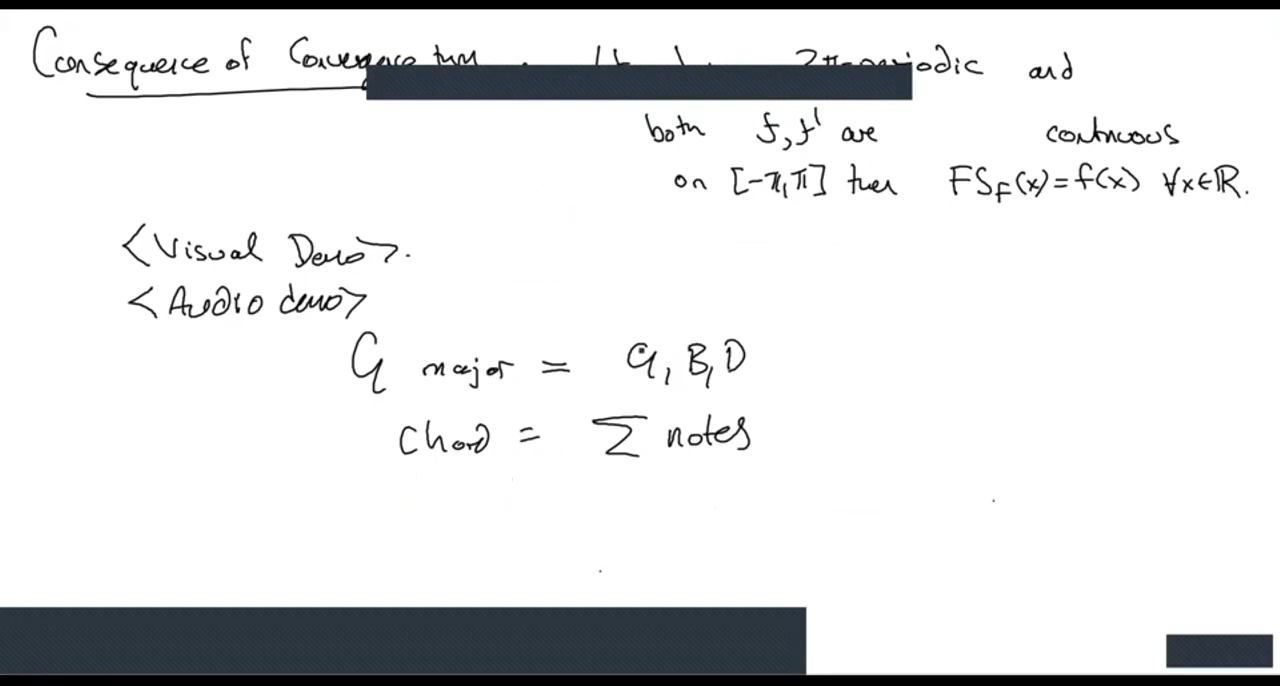 Consequence of Convergence thm 2π-periodic and
both f, f' are continuous
on [-π, π] then FS_f(x) = f(x) ∀x∈ℝ.
<Visual Demo>.
<Audio demo>
G major = G, B, D
chord = Σ notes